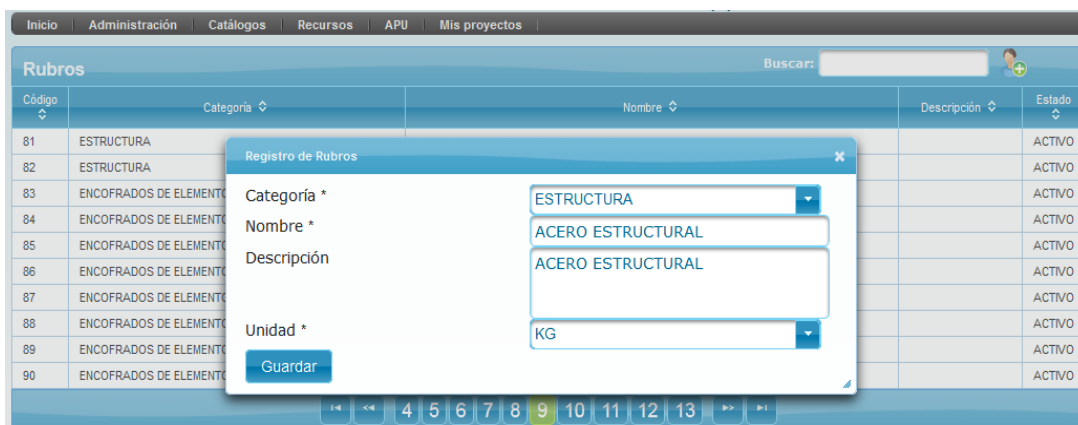 Inicio Administración Catálogos Recursos APU Mis proyectos
Rubros Buscar:
Código Categoría Nombre Descripción Estado
81 ESTRUCTURA ACTIVO
82 ESTRUCTURA ACTIVO
83 ENCOFRADOS DE ELEMENTO ACTIVO
84 ENCOFRADOS DE ELEMENTO ACTIVO
85 ENCOFRADOS DE ELEMENTO ACTIVO
86 ENCOFRADOS DE ELEMENTO ACTIVO
87 ENCOFRADOS DE ELEMENTO ACTIVO
88 ENCOFRADOS DE ELEMENTO ACTIVO
89 ENCOFRADOS DE ELEMENTO ACTIVO
90 ENCOFRADOS DE ELEMENTO ACTIVO
Registro de Rubros
Categoría * ESTRUCTURA
Nombre * ACERO ESTRUCTURAL
Descripción ACERO ESTRUCTURAL
Unidad * KG
Guardar
4 5 6 7 8 9 10 11 12 13